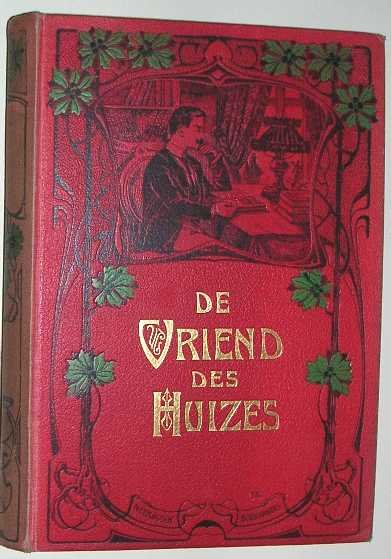 DE
VRIEND
DES
HUIZES